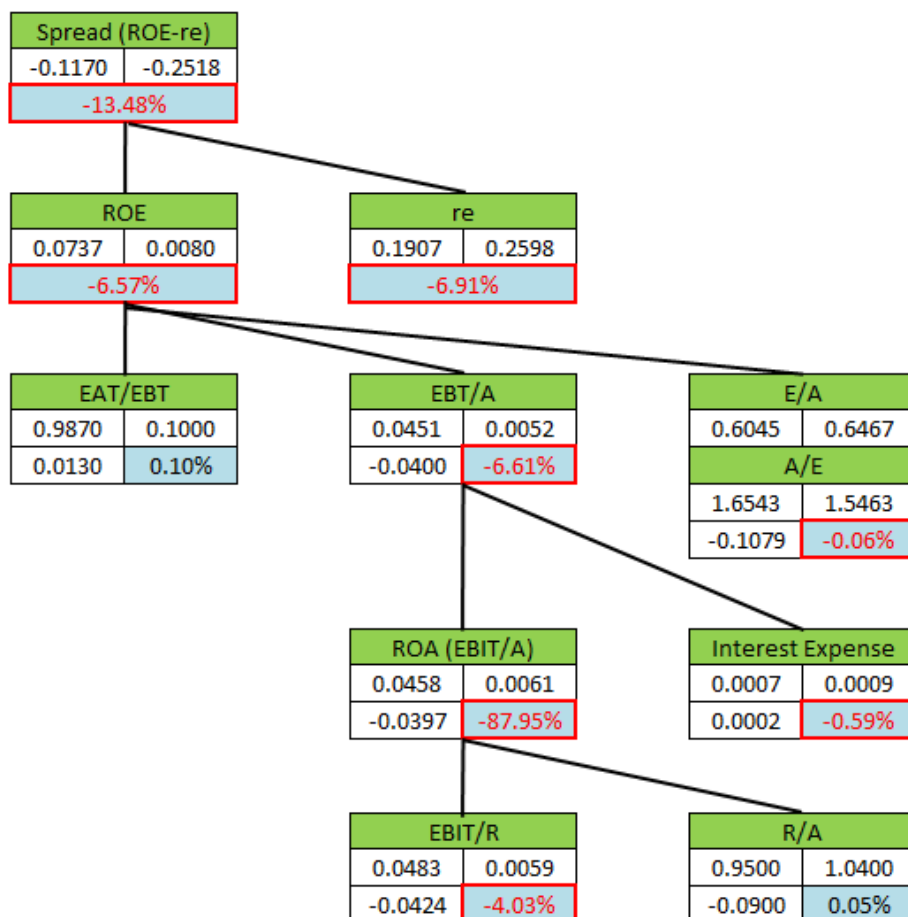 Spread (ROE-re)
-0.1170 -0.2518
-13.48%
ROE re
0.0737 0.0080 0.1907 0.2598
-6.57% -6.91%
EAT/EBT EBT/A E/A
0.9870 0.1000 0.0451 0.0052 0.6045 0.6467
0.0130 0.10% -0.0400 -6.61% A/E
1.6543 1.5463
-0.1079 -0.06%
ROA (EBIT/A) Interest Expense
0.0458 0.0061 0.0007 0.0009
-0.0397 -87.95% 0.0002 -0.59%
EBIT/R R/A
0.0483 0.0059 0.9500 1.0400
-0.0424 -4.03% -0.0900 0.05%